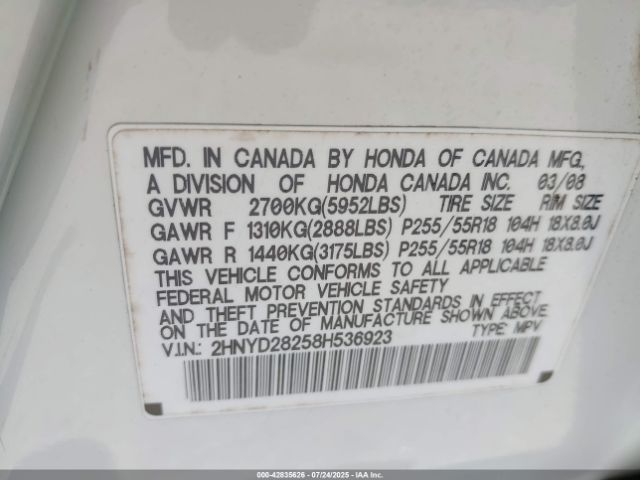 MFD. IN CANADA BY HONDA OF CANADA MFG.,
A DIVISION OF HONDA CANADA INC. 03/08
GVWR 2700KG(5952LBS) TIRE SIZE RIM SIZE
GAWR F 1310KG(2888LBS) P255/55R18 104H 18X8.0J
GAWR R 1440KG(3175LBS) P255/55R18 104H 18X8.0J
THIS VEHICLE CONFORMS TO ALL APPLICABLE
FEDERAL MOTOR VEHICLE SAFETY
AND THEFT PREVENTION STANDARDS IN EFFECT
ON THE DATE OF MANUFACTURE SHOWN ABOVE.
V.I.N.: 2HNYD28258H536923 TYPE: MPV
000-42835626 - 07/24/2025 - IAA Inc.